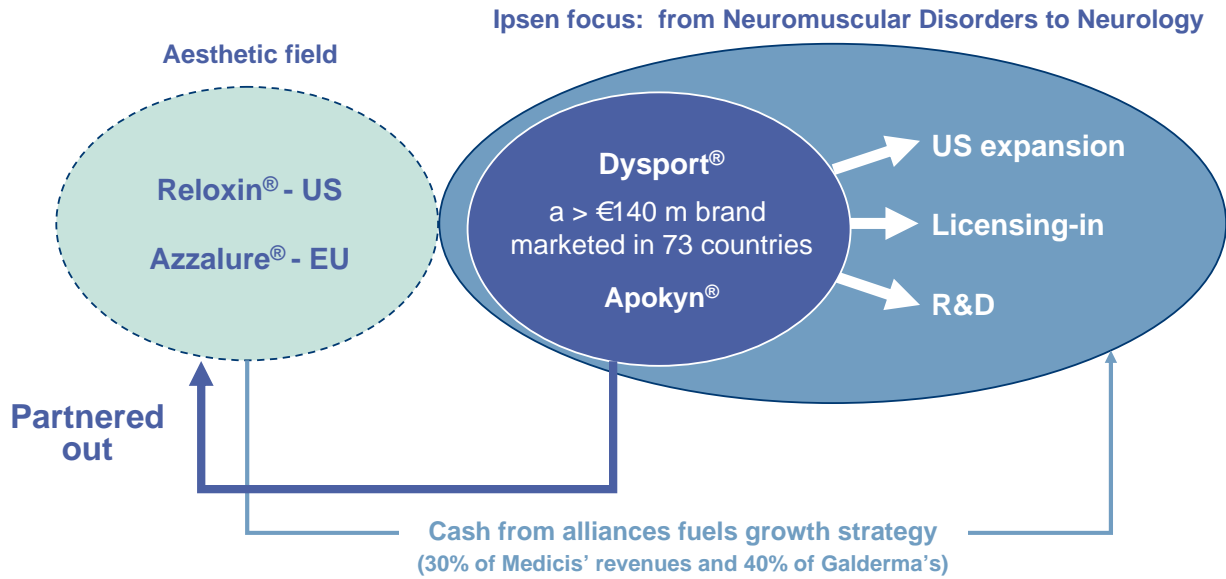 Ipsen focus: from Neuromuscular Disorders to Neurology
Aesthetic field
Reloxin® - US
Azzalure® - EU
Dysport®
a > €140 m brand
marketed in 73 countries
Apokyn®
US expansion
Licensing-in
R&D
Partnered
out
Cash from alliances fuels growth strategy
(30% of Medicis’ revenues and 40% of Galderma’s)